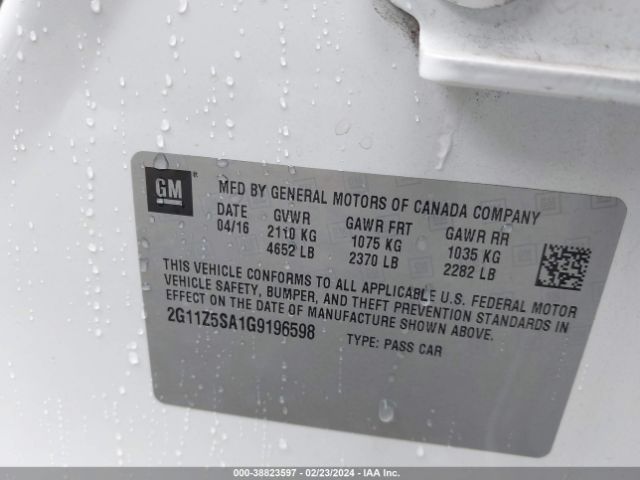 GM ®
MFD BY GENERAL MOTORS OF CANADA COMPANY
DATE GVWR GAWR FRT GAWR RR
04/16 2110 KG 1075 KG 1035 KG
4652 LB 2370 LB 2282 LB
THIS VEHICLE CONFORMS TO ALL APPLICABLE U.S. FEDERAL MOTOR
VEHICLE SAFETY, BUMPER, AND THEFT PREVENTION STANDARDS IN
EFFECT ON THE DATE OF MANUFACTURE SHOWN ABOVE.
2G11Z5SA1G9196598 TYPE: PASS CAR
000-38823597 - 02/23/2024 - IAA Inc.